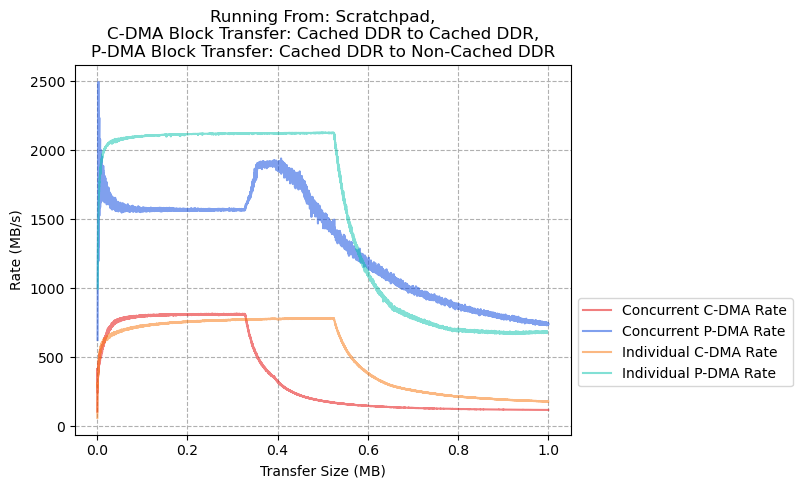 Running From: Scratchpad,
C-DMA Block Transfer: Cached DDR to Cached DDR,
P-DMA Block Transfer: Cached DDR to Non-Cached DDR
2500
2000
1500
1000
500
0
Rate (MB/s)
0.0 0.2 0.4 0.6 0.8 1.0
Transfer Size (MB)
Concurrent C-DMA Rate
Concurrent P-DMA Rate
Individual C-DMA Rate
Individual P-DMA Rate